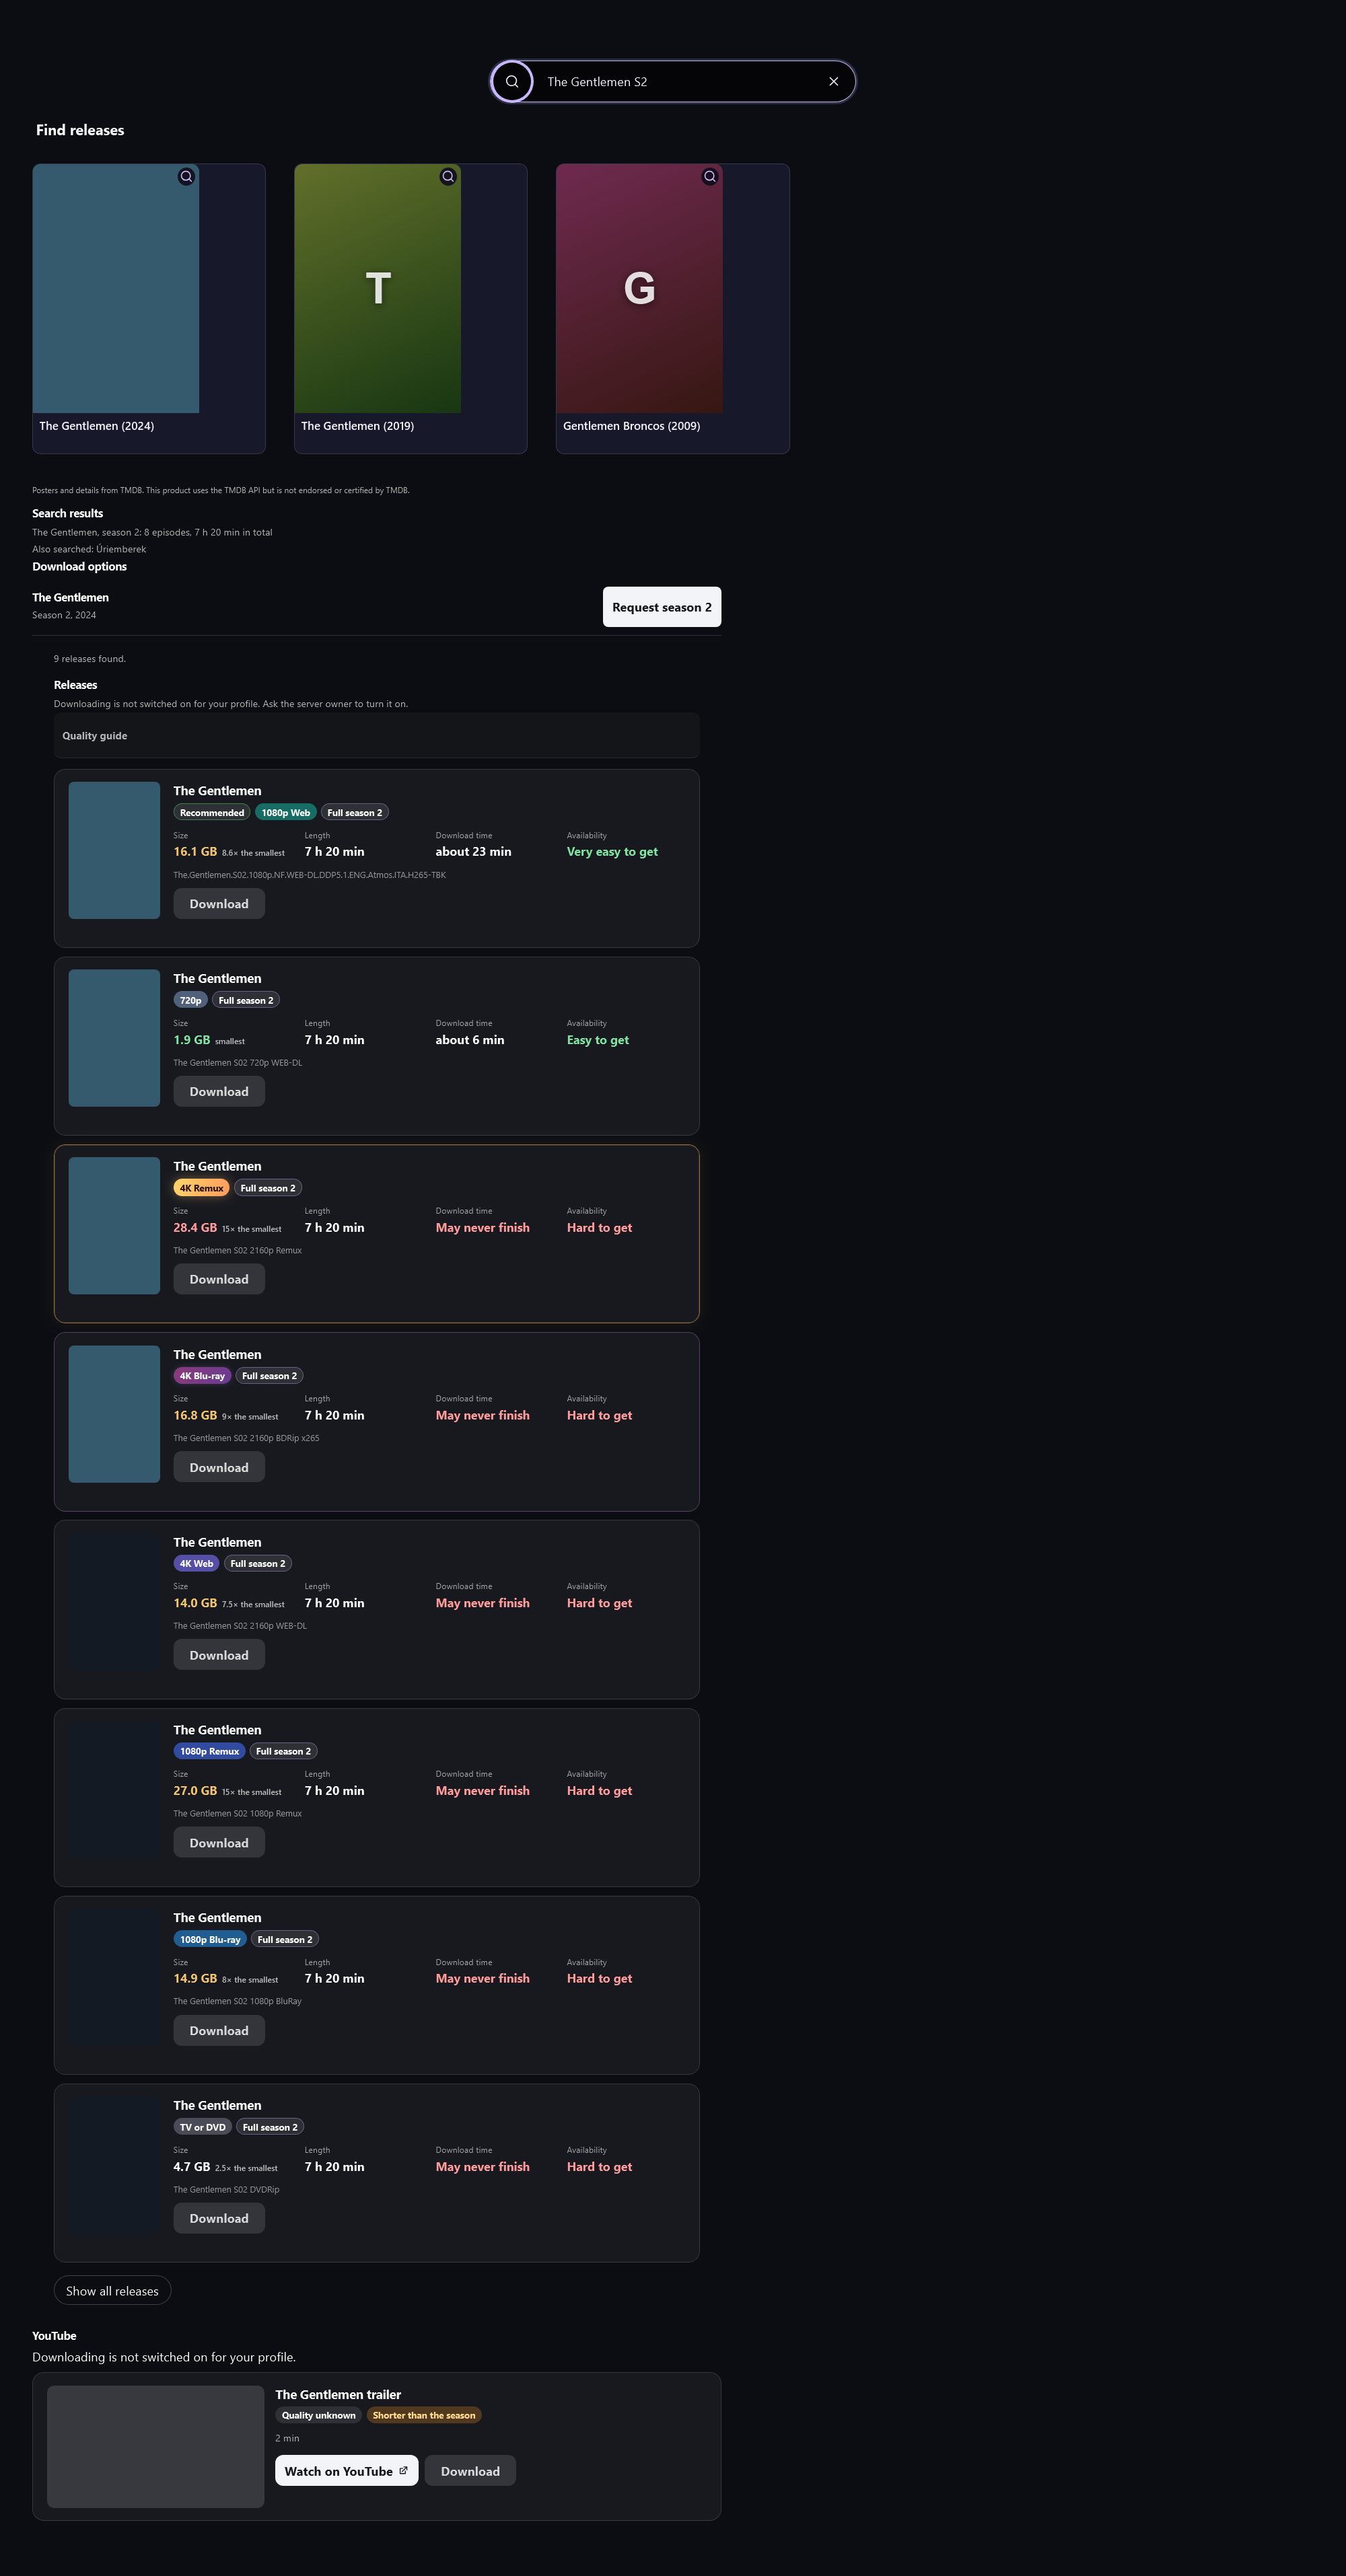 The Gentlemen S2
Find releases
T
G
The Gentlemen (2024)
The Gentlemen (2019)
Gentlemen Broncos (2009)
Posters and details from TMDB. This product uses the TMDB API but is not endorsed or certified by TMDB.
Search results
The Gentlemen, season 2: 8 episodes, 7 h 20 min in total
Also searched: Úriemberek
Download options
The Gentlemen
Season 2, 2024
Request season 2
9 releases found.
Releases
Downloading is not switched on for your profile. Ask the server owner to turn it on.
Quality guide
The Gentlemen
Recommended 1080p Web Full season 2
Size Length Download time Availability
16.1 GB 8.6× the smallest 7 h 20 min about 23 min Very easy to get
The.Gentlemen.S02.1080p.NF.WEB-DL.DDP5.1.ENG.Atmos.ITA.H265-TBK
Download
The Gentlemen
720p Full season 2
Size Length Download time Availability
1.9 GB smallest 7 h 20 min about 6 min Easy to get
The Gentlemen S02 720p WEB-DL
Download
The Gentlemen
4K Remux Full season 2
Size Length Download time Availability
28.4 GB 15× the smallest 7 h 20 min May never finish Hard to get
The Gentlemen S02 2160p Remux
Download
The Gentlemen
4K Blu-ray Full season 2
Size Length Download time Availability
16.8 GB 9× the smallest 7 h 20 min May never finish Hard to get
The Gentlemen S02 2160p BDRip x265
Download
The Gentlemen
4K Web Full season 2
Size Length Download time Availability
14.0 GB 7.5× the smallest 7 h 20 min May never finish Hard to get
The Gentlemen S02 2160p WEB-DL
Download
The Gentlemen
1080p Remux Full season 2
Size Length Download time Availability
27.0 GB 15× the smallest 7 h 20 min May never finish Hard to get
The Gentlemen S02 1080p Remux
Download
The Gentlemen
1080p Blu-ray Full season 2
Size Length Download time Availability
14.9 GB 8× the smallest 7 h 20 min May never finish Hard to get
The Gentlemen S02 1080p BluRay
Download
The Gentlemen
TV or DVD Full season 2
Size Length Download time Availability
4.7 GB 2.5× the smallest 7 h 20 min May never finish Hard to get
The Gentlemen S02 DVDRip
Download
Show all releases
YouTube
Downloading is not switched on for your profile.
The Gentlemen trailer
Quality unknown Shorter than the season
2 min
Watch on YouTube Download